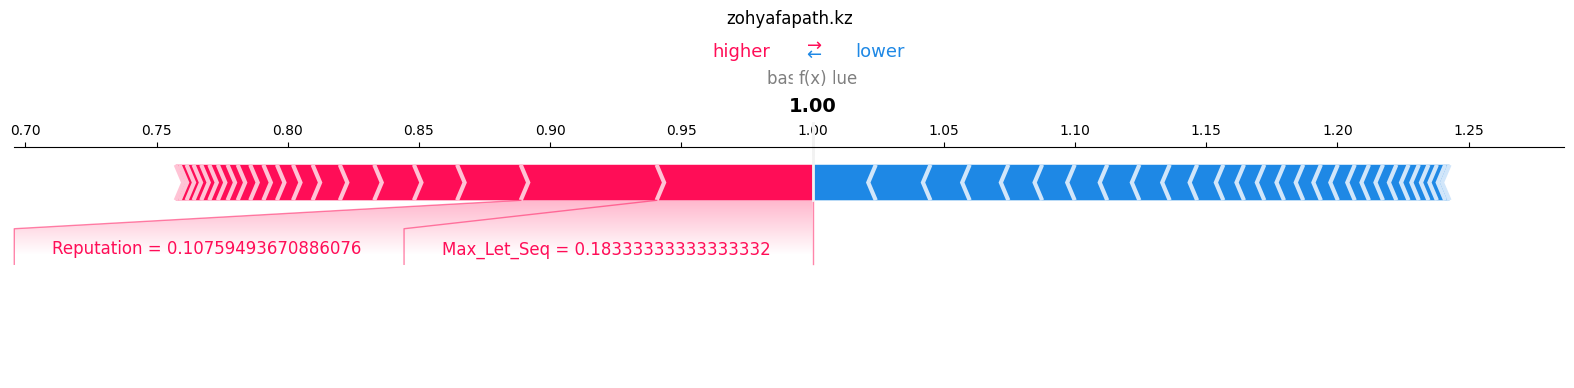 zohyafapath.kz
higher ⇄ lower
f(x) lue
1.00
0.70 0.75 0.80 0.85 0.90 0.95 1.00 1.05 1.10 1.15 1.20 1.25
Reputation = 0.10759493670886076 Max_Let_Seq = 0.18333333333333332